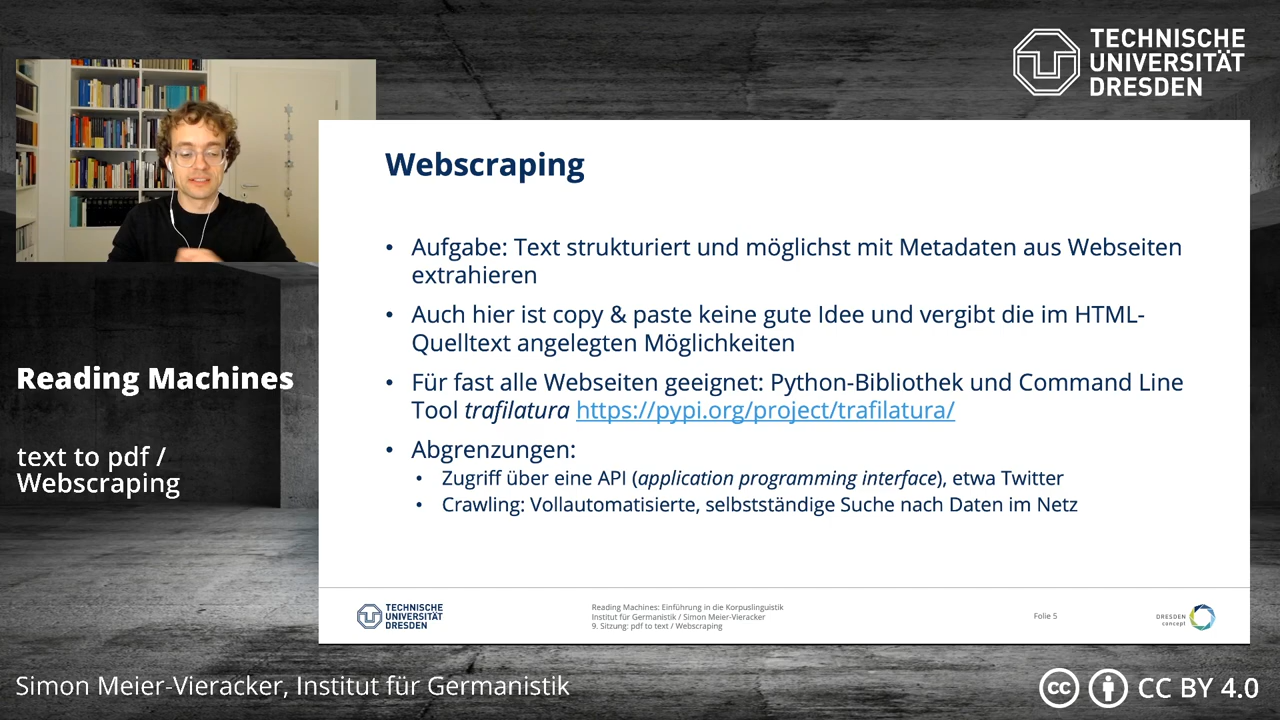 TECHNISCHE
UNIVERSITÄT
DRESDEN
Webscraping
• Aufgabe: Text strukturiert und möglichst mit Metadaten aus Webseiten
extrahieren
• Auch hier ist copy & paste keine gute Idee und vergibt die im HTML-
Quelltext angelegten Möglichkeiten
• Für fast alle Webseiten geeignet: Python-Bibliothek und Command Line
Tool trafilatura https://pypi.org/project/trafilatura/
• Abgrenzungen:
• Zugriff über eine API (application programming interface), etwa Twitter
• Crawling: Vollautomatisierte, selbstständige Suche nach Daten im Netz
Reading Machines
text to pdf /
Webscraping
TECHNISCHE
UNIVERSITÄT
DRESDEN
Reading Machines: Einführung in die Korpuslinguistik
Institut für Germanistik / Simon Meier-Vieracker
9. Sitzung: pdf to text / Webscraping
Folie 5
DRESDEN
concept
Simon Meier-Vieracker, Institut für Germanistik
cc
CC BY 4.0